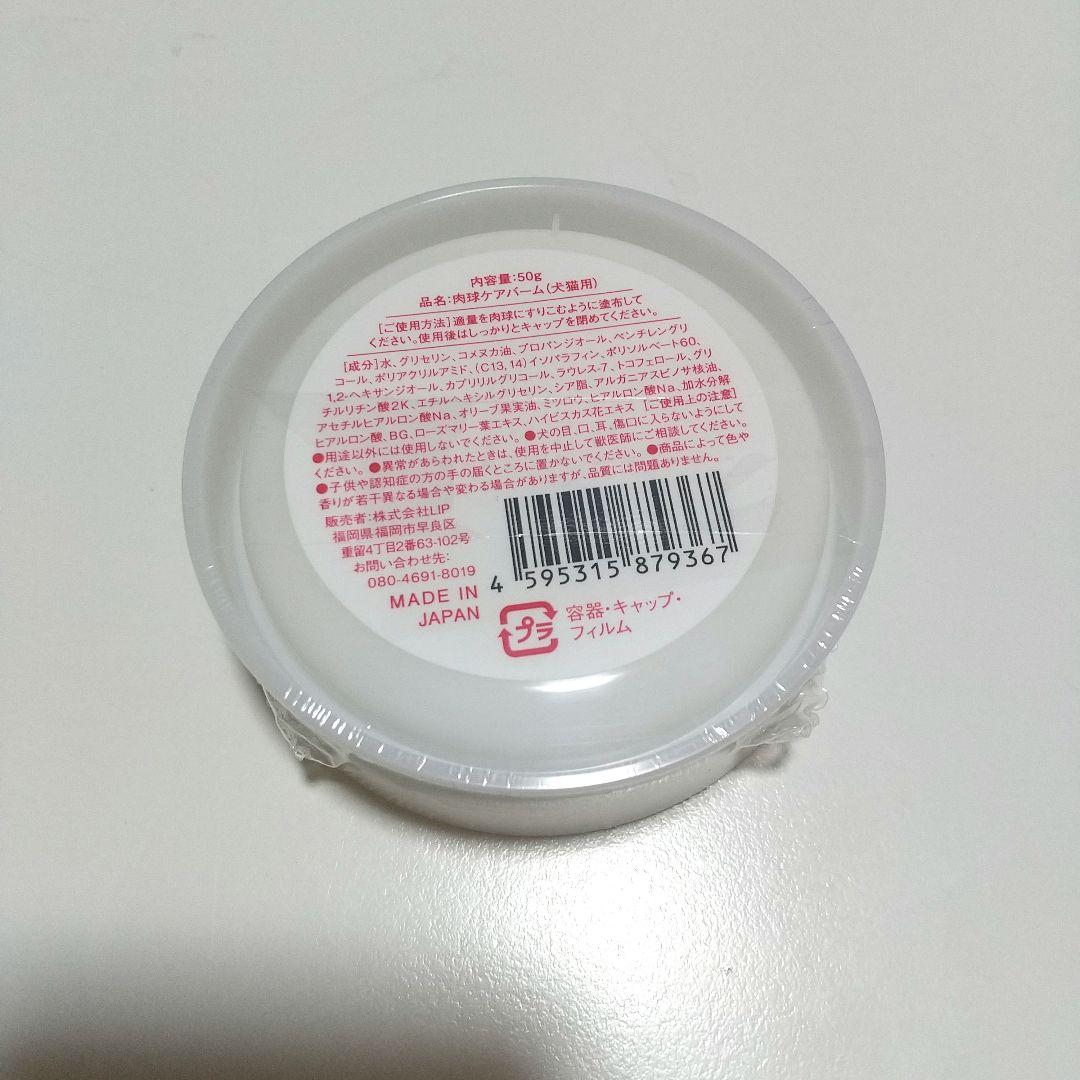 内容量:50g
品名:肉球ケアバーム(犬猫用)
[ご使用方法]適量を肉球にすりこむように塗布して
ください。使用後はしっかりとキャップを閉めてください。
[成分]水、グリセリン、コメヌカ油、プロパンジオール、ペンチレングリ
コール、ポリアクリルアミド、(C13,14)イソパラフィン、ポリソルベート60、
1,2-ヘキサンジオール、カプリリルグリコール、ラウレス-7、トコフェロール、グリ
チルリチン酸2K、エチルヘキシルグリセリン、シア脂、アルガニアスピノサ核油、
アセチルヒアルロン酸Na、オリーブ果実油、ミツロウ、ヒアルロン酸Na、加水分解
ヒアルロン酸、BG、ローズマリー葉エキス、ハイビスカス花エキス [ご使用上の注意]
●用途以外には使用しないでください。●犬の目、口、耳、傷口に入らないようにして
ください。●異常があらわれたときは、使用を中止して獣医師にご相談してください。
●子供や認知症の方の手の届くところに置かないでください。●商品によって色や
香りが若干異なる場合や変わる場合がありますが、品質には問題ありません。
販売者:株式会社LIP
福岡県福岡市早良区
重留4丁目2番63-102号
お問い合わせ先:
080-4691-8019
MADE IN
JAPAN
4 595315 879367
プラ
容器・キャップ・
フィルム